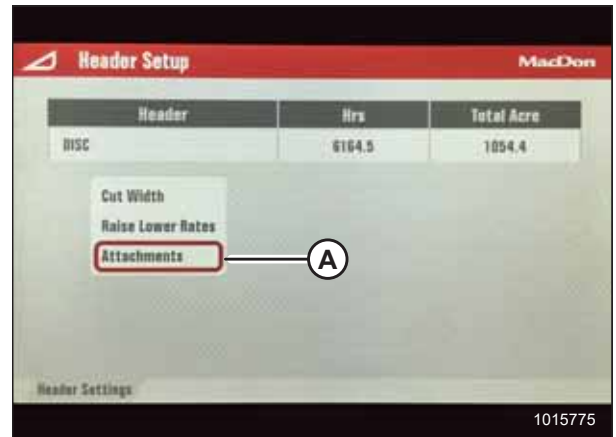 Header Setup MacDon
Header Hrs Total Acre
DISC 6164.5 1054.4
Cut Width
Raise Lower Rates
Attachments
A
Header Settings
1015775